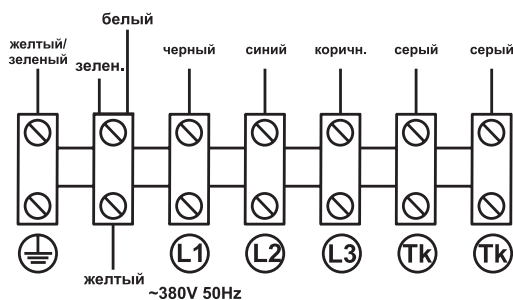 белый
желтый/
зеленый
зелен.
черный
синий
коричн.
серый
серый
L1
L2
L3
Tk
Tk
желтый
~380V 50Hz